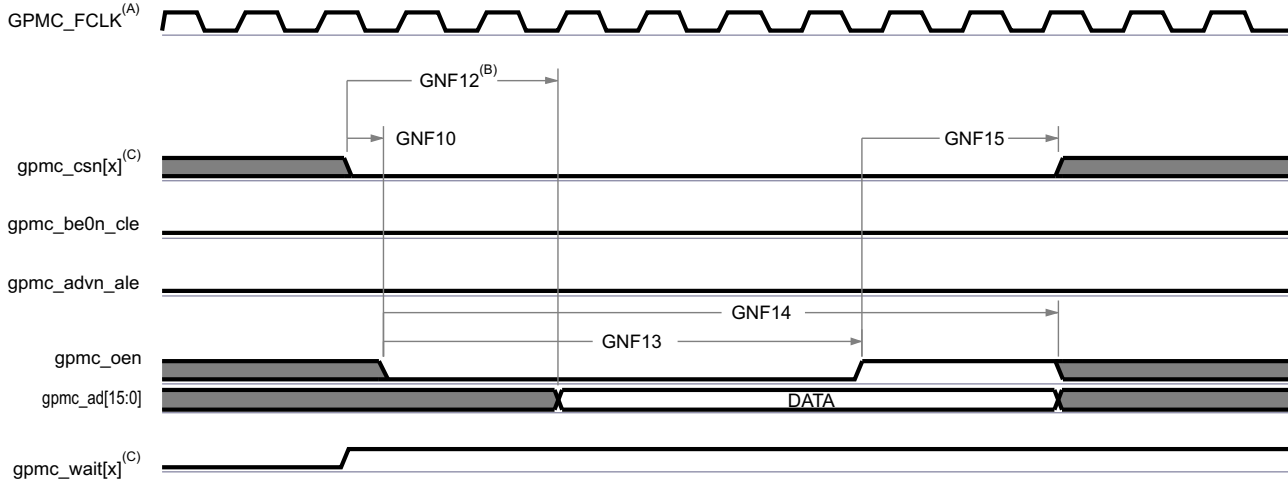 GPMC_FCLK(A)
GNF12(B)
GNF10
GNF15
gpmc_csn[x](C)
gpmc_be0n_cle
gpmc_advn_ale
GNF14
GNF13
gpmc_oen
gpmc_ad[15:0]
DATA
gpmc_wait[x](C)